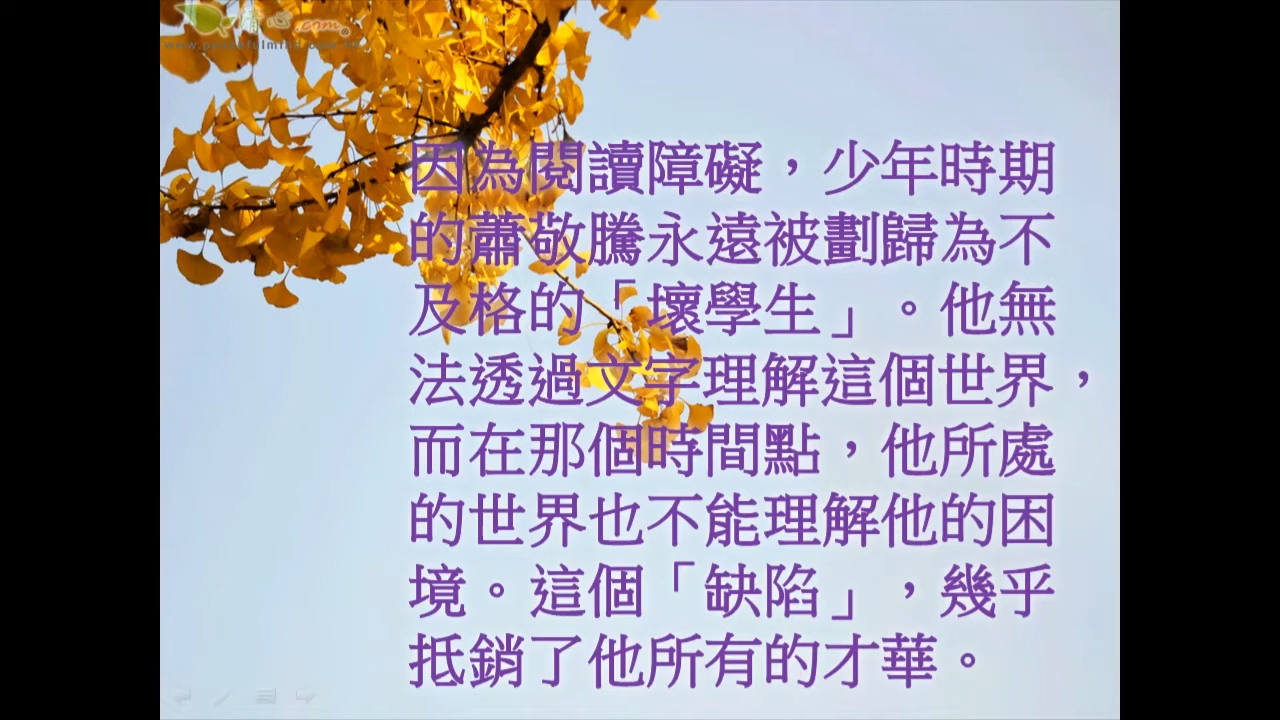 情心.com
因為閱讀障礙，少年時期
的蕭敬騰永遠被劃歸為不
及格的「壞學生」。他無
法透過文字理解這個世界，
而在那個時間點，他所處
的世界也不能理解他的困
境。這個「缺陷」，幾乎
抵銷了他所有的才華。